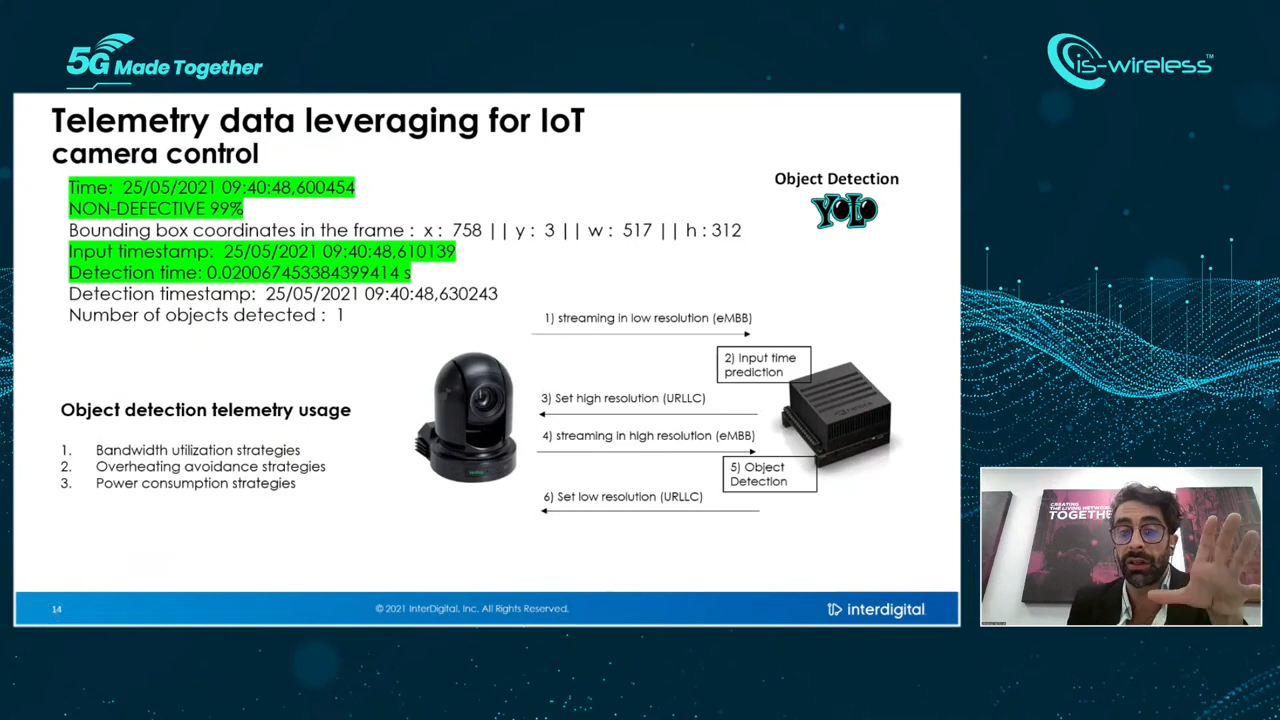 5G Made Together
is-wireless™
Telemetry data leveraging for IoT
camera control
Time: 25/05/2021 09:40:48,600454
NON-DEFECTIVE 99%
Bounding box coordinates in the frame : x : 758 || y : 3 || w : 517 || h : 312
Input timestamp: 25/05/2021 09:40:48,610139
Detection time: 0.020067453384399414 s
Detection timestamp: 25/05/2021 09:40:48,630243
Number of objects detected : 1
Object Detection
YOLO
1) streaming in low resolution (eMBB)
2) Input time
prediction
3) Set high resolution (URLLC)
4) streaming in high resolution (eMBB)
5) Object
Detection
6) Set low resolution (URLLC)
Object detection telemetry usage
1. Bandwidth utilization strategies
2. Overheating avoidance strategies
3. Power consumption strategies
CREATING
THE LIVING NETWORK
TOGETHE
14
© 2021 InterDigital, Inc. All Rights Reserved.
interdigital